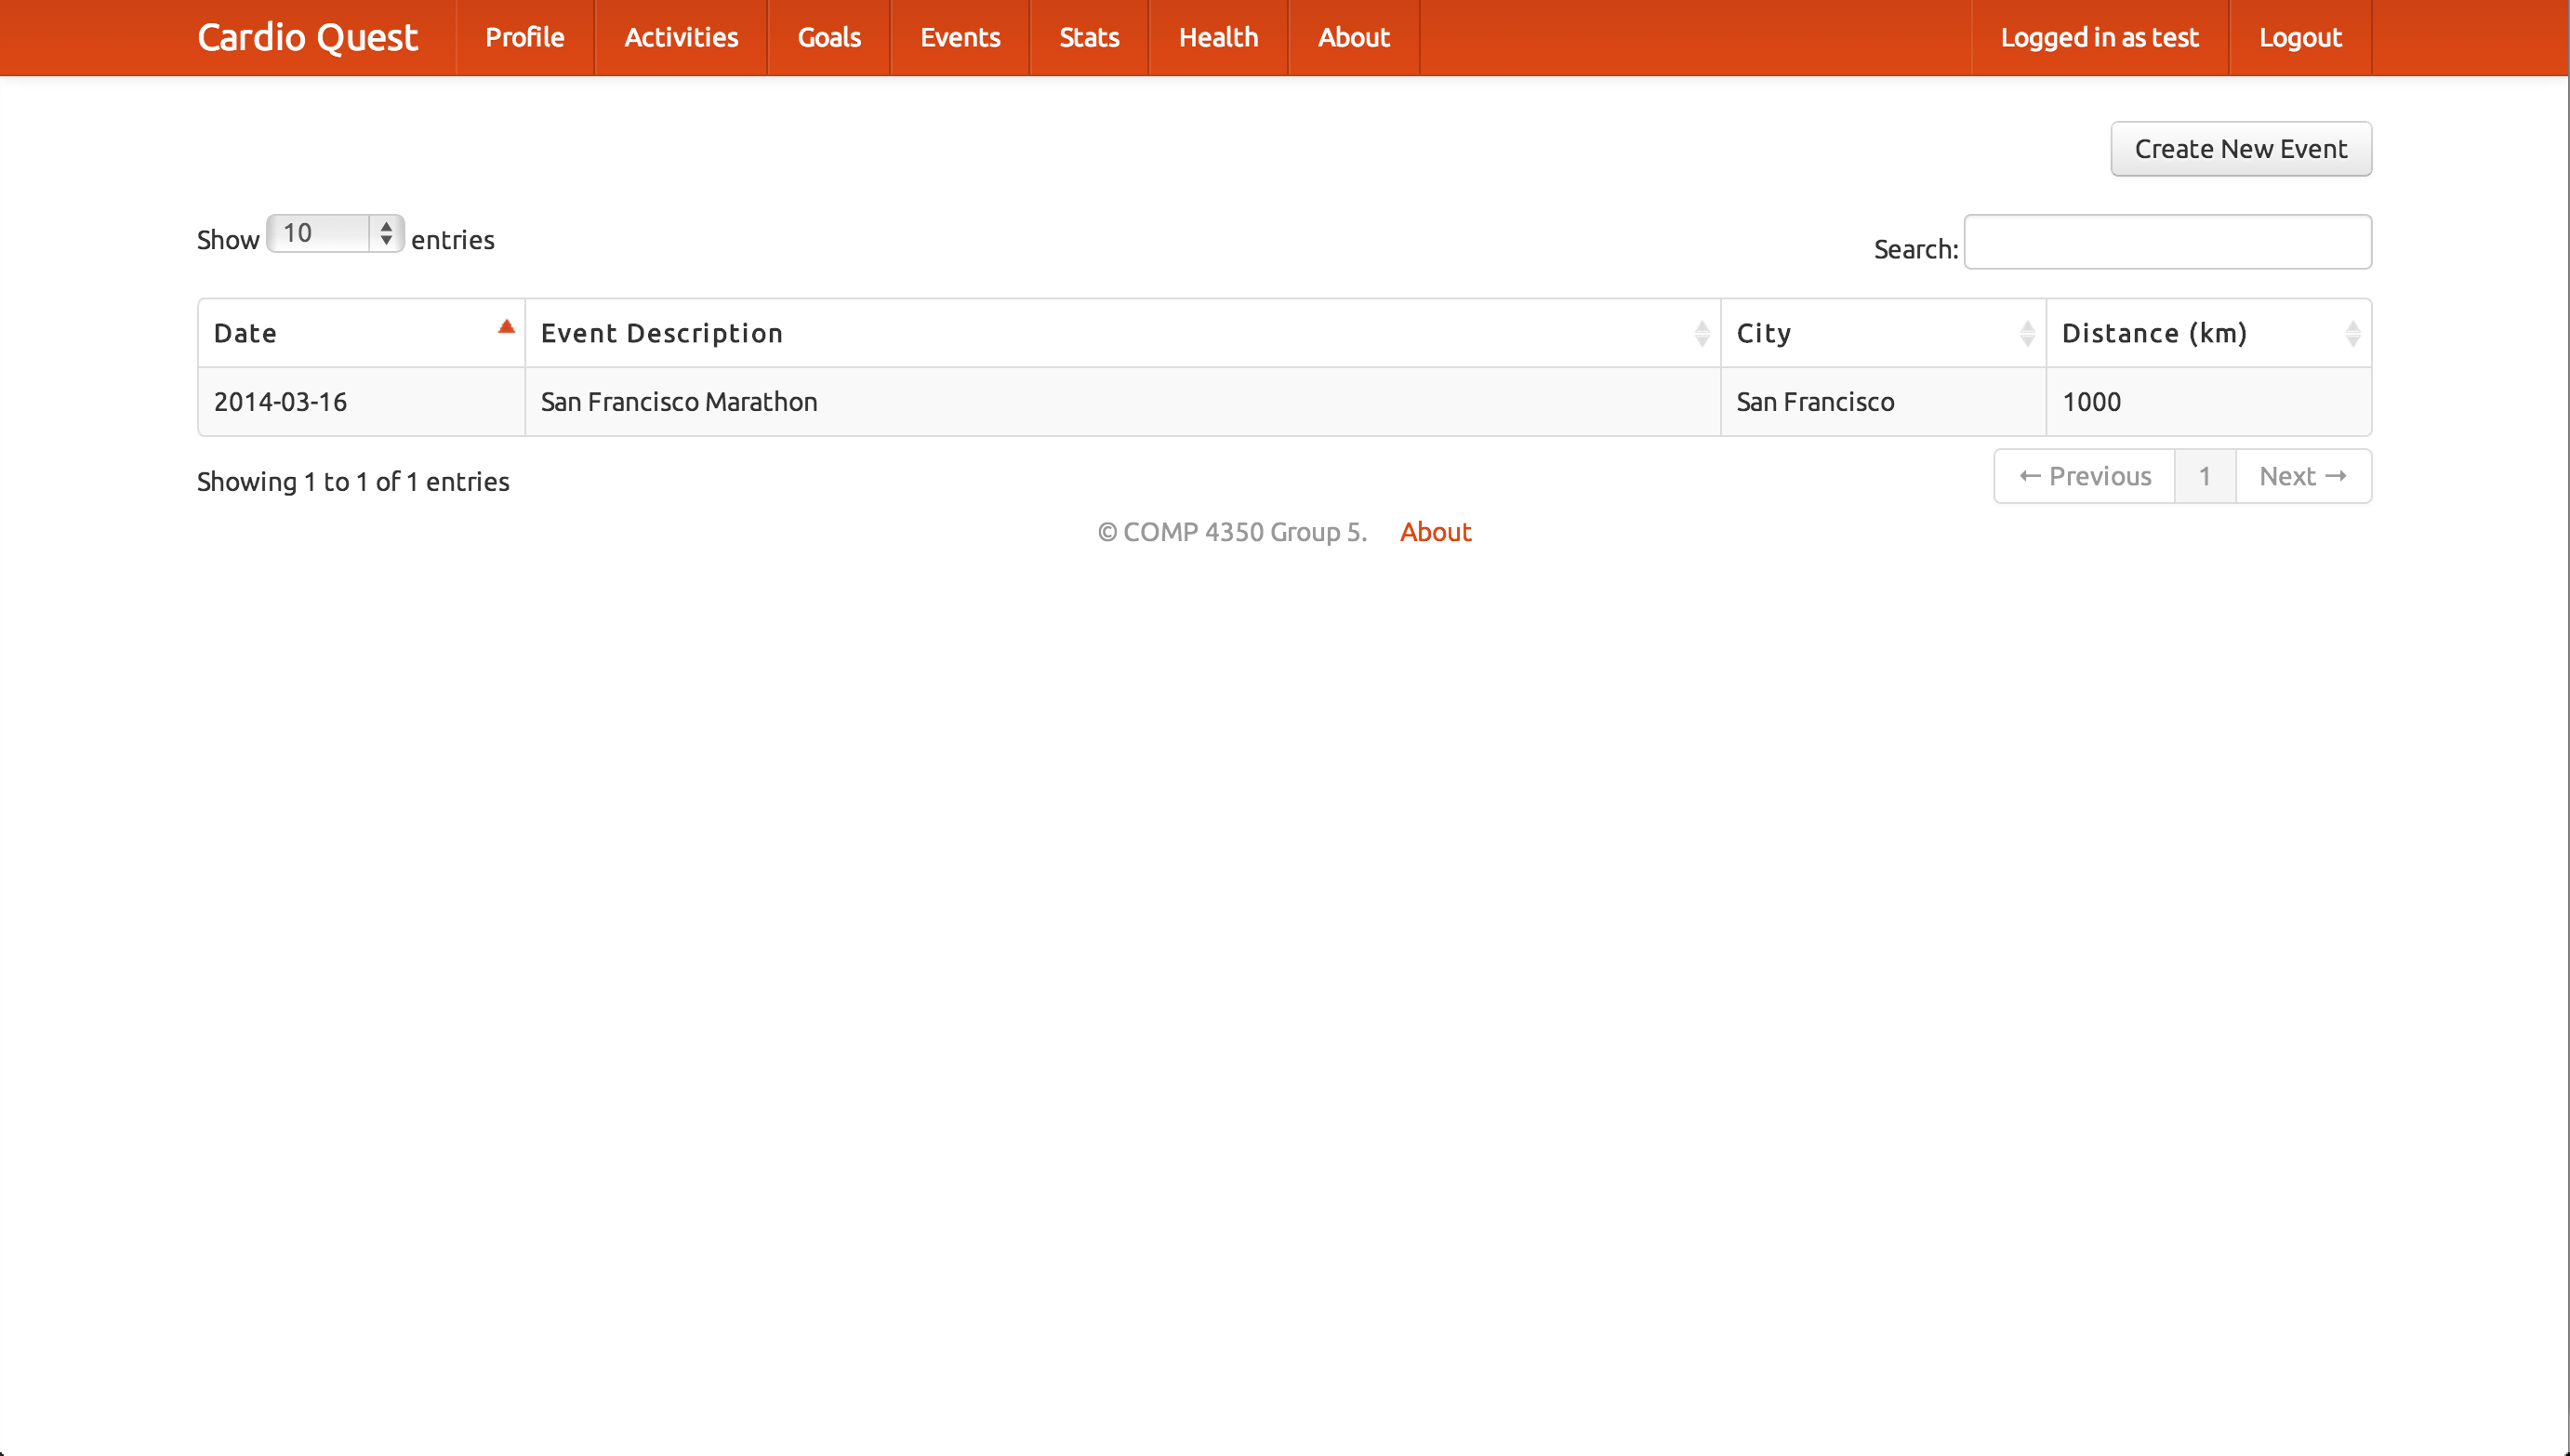 Cardio Quest Profile Activities Goals Events Stats Health About Logged in as test Logout
Create New Event
Show 10 entries Search:
Date Event Description City Distance (km)
2014-03-16 San Francisco Marathon San Francisco 1000
Showing 1 to 1 of 1 entries ← Previous 1 Next →
© COMP 4350 Group 5. About